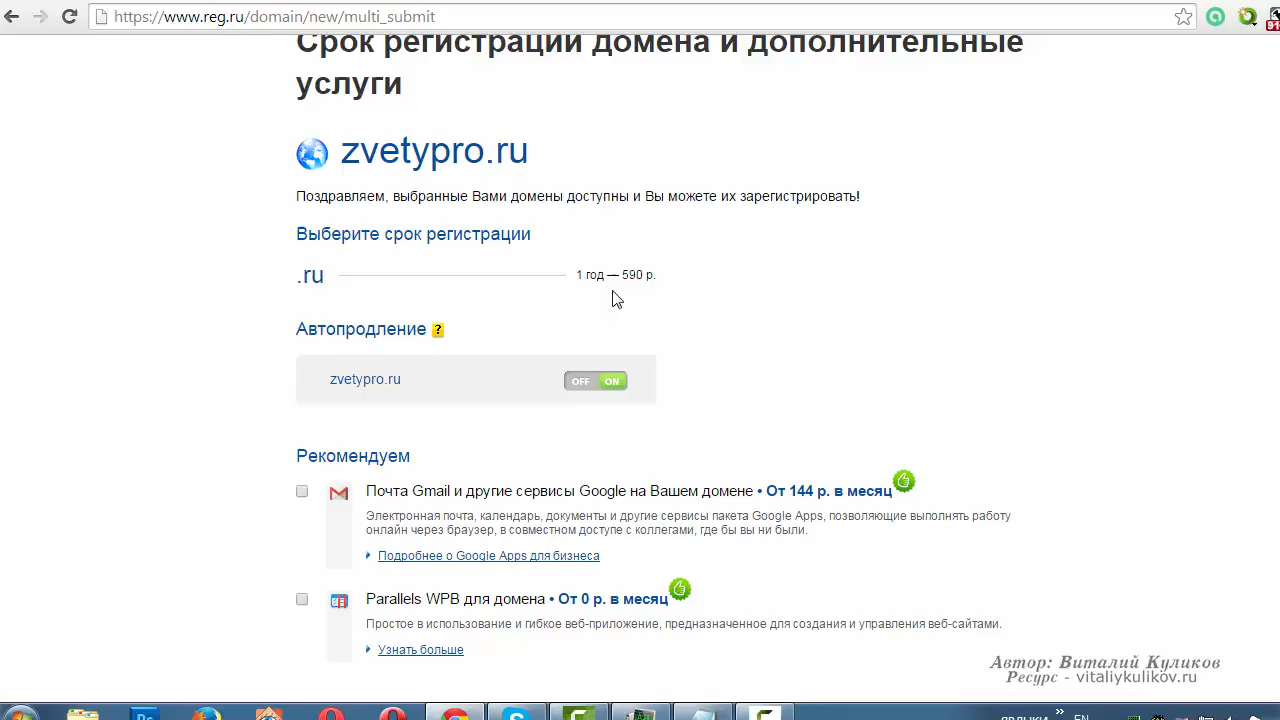 https://www.reg.ru/domain/new/multi_submit
91
Срок регистрации домена и дополнительные
услуги
zvetypro.ru
Поздравляем, выбранные Вами домены доступны и Вы можете их зарегистрировать!
Выберите срок регистрации
.ru 1 год — 590 р.
Автопродление ?
zvetypro.ru OFF ON
Рекомендуем
Почта Gmail и другие сервисы Google на Вашем домене • От 144 р. в месяц
Электронная почта, календарь, документы и другие сервисы пакета Google Apps, позволяющие выполнять работу
онлайн через браузер, в совместном доступе с коллегами, где бы вы ни были.
Подробнее о Google Apps для бизнеса
Parallels WPB для домена • От 0 р. в месяц
Простое в использование и гибкое веб-приложение, предназначенное для создания и управления веб-сайтами.
Узнать больше
Автор: Виталий Куликов
Ресурс - vitaliykulikov.ru
Ps
S
ярлыки » EN